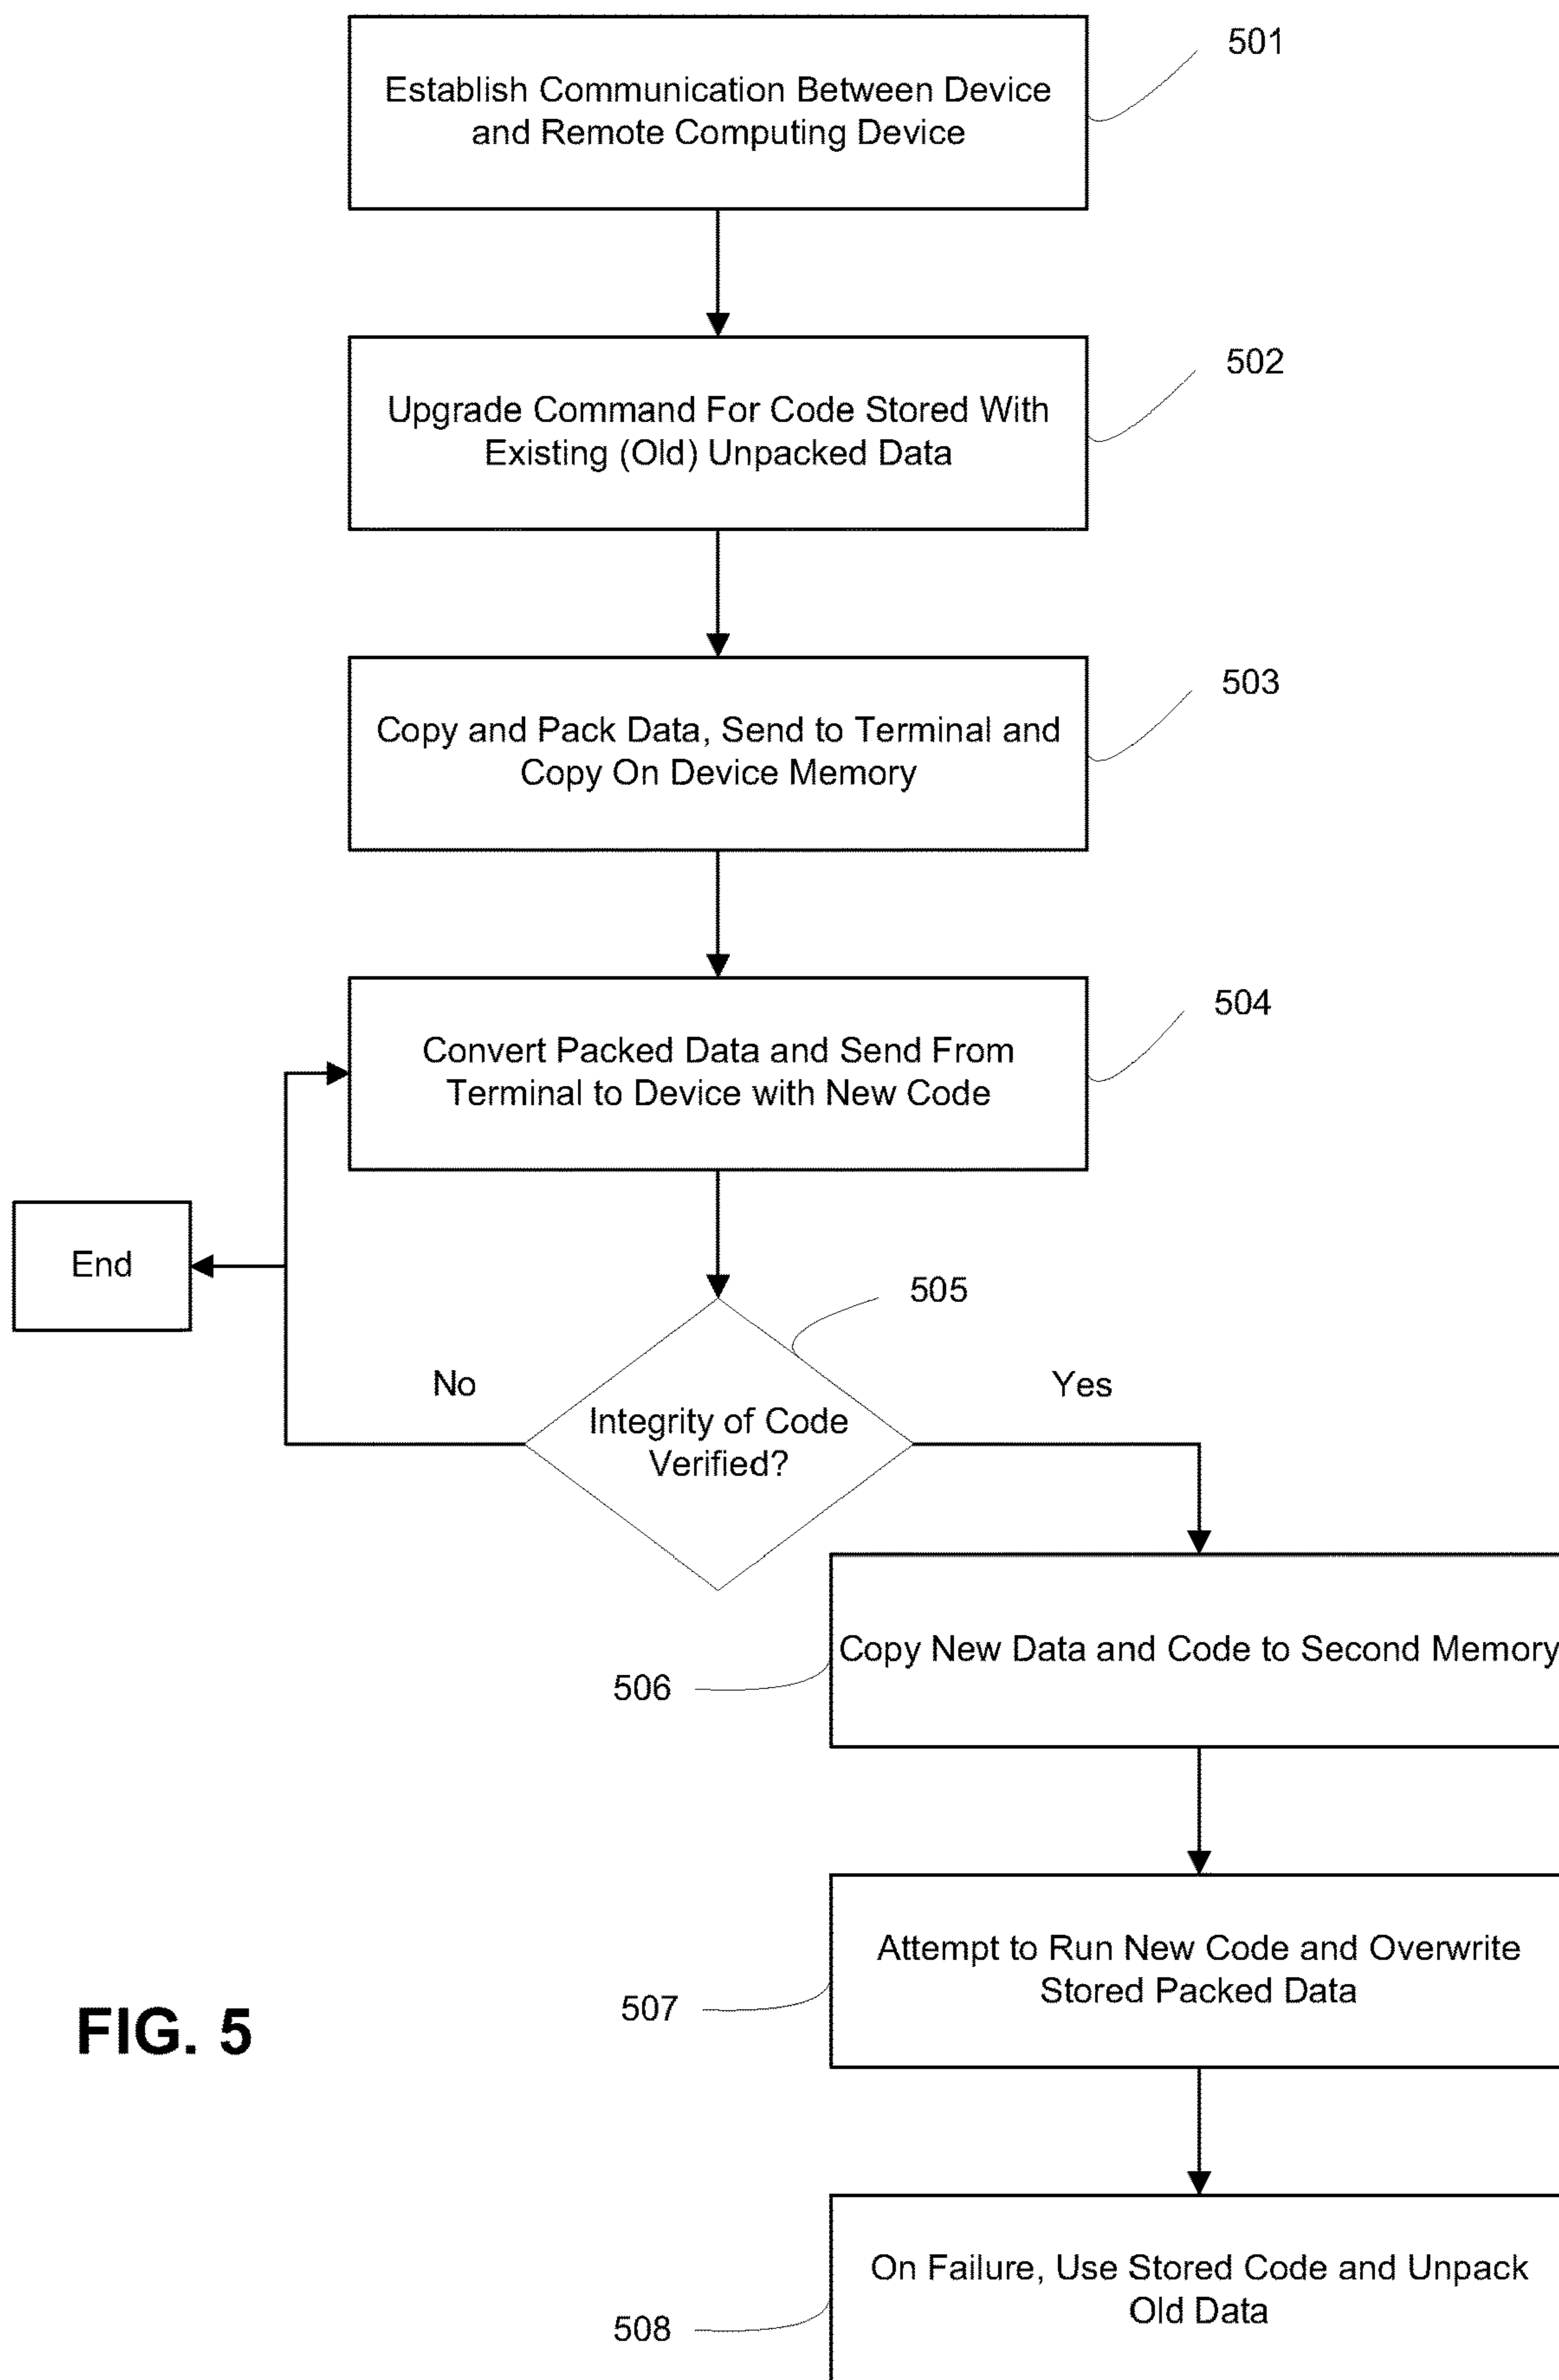 501
Establish Communication Between Device
and Remote Computing Device
502
Upgrade Command For Code Stored With
Existing (Old) Unpacked Data
503
Copy and Pack Data, Send to Terminal and
Copy On Device Memory
504
Convert Packed Data and Send From
Terminal to Device with New Code
End
505
No
Yes
Integrity of Code
Verified?
Copy New Data and Code to Second Memory
506
Attempt to Run New Code and Overwrite
Stored Packed Data
507
FIG. 5
On Failure, Use Stored Code and Unpack
Old Data
508